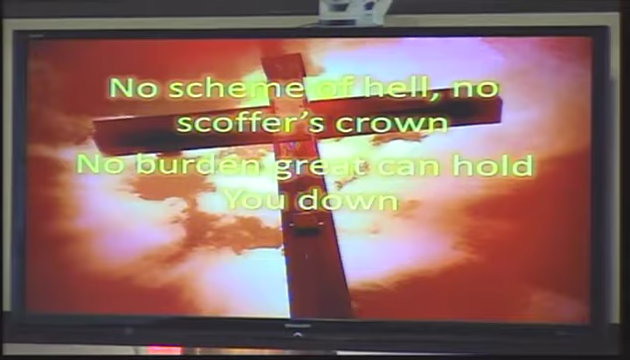 No scheme of hell, no
scoffer's crown
No burden great can hold
You down